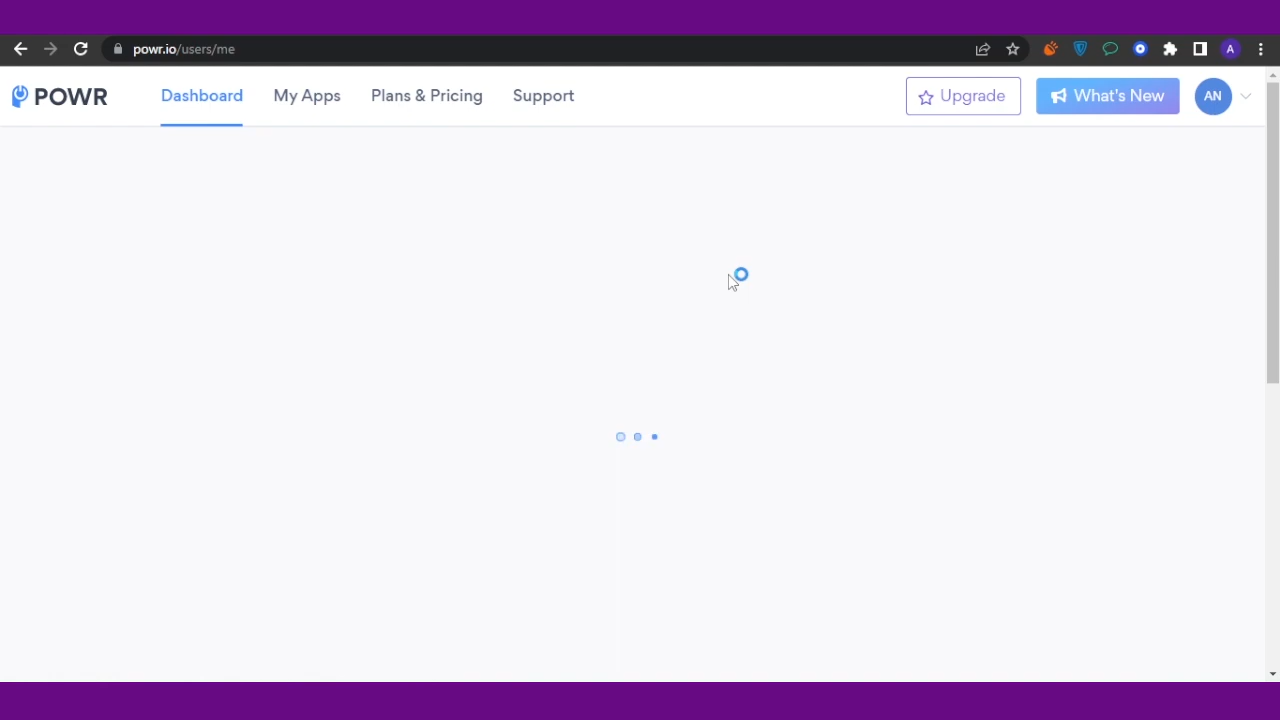 powr.io/users/me
A
POWR
Dashboard
My Apps
Plans & Pricing
Support
Upgrade
What's New
AN